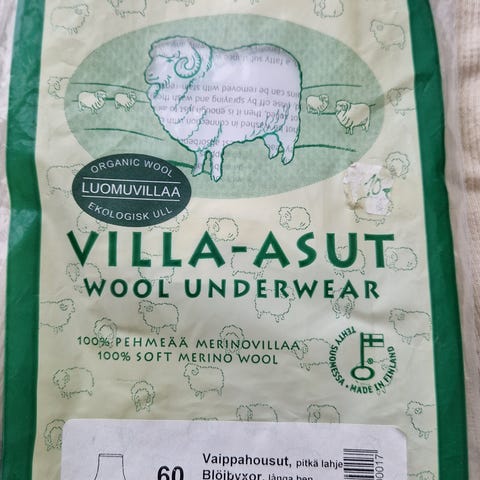 ORGANIC WOOL
LUOMUVILLAA
EKOLOGISK ULL
VILLA-ASUT
WOOL UNDERWEAR
100% PEHMEÄÄ MERINOVILLAA
100% SOFT MERINO WOOL
TEHTY SUOMESSA • MADE IN FINLAND
60
Vaippahousut, pitkä lahje
Blöjbyxor, långa ben